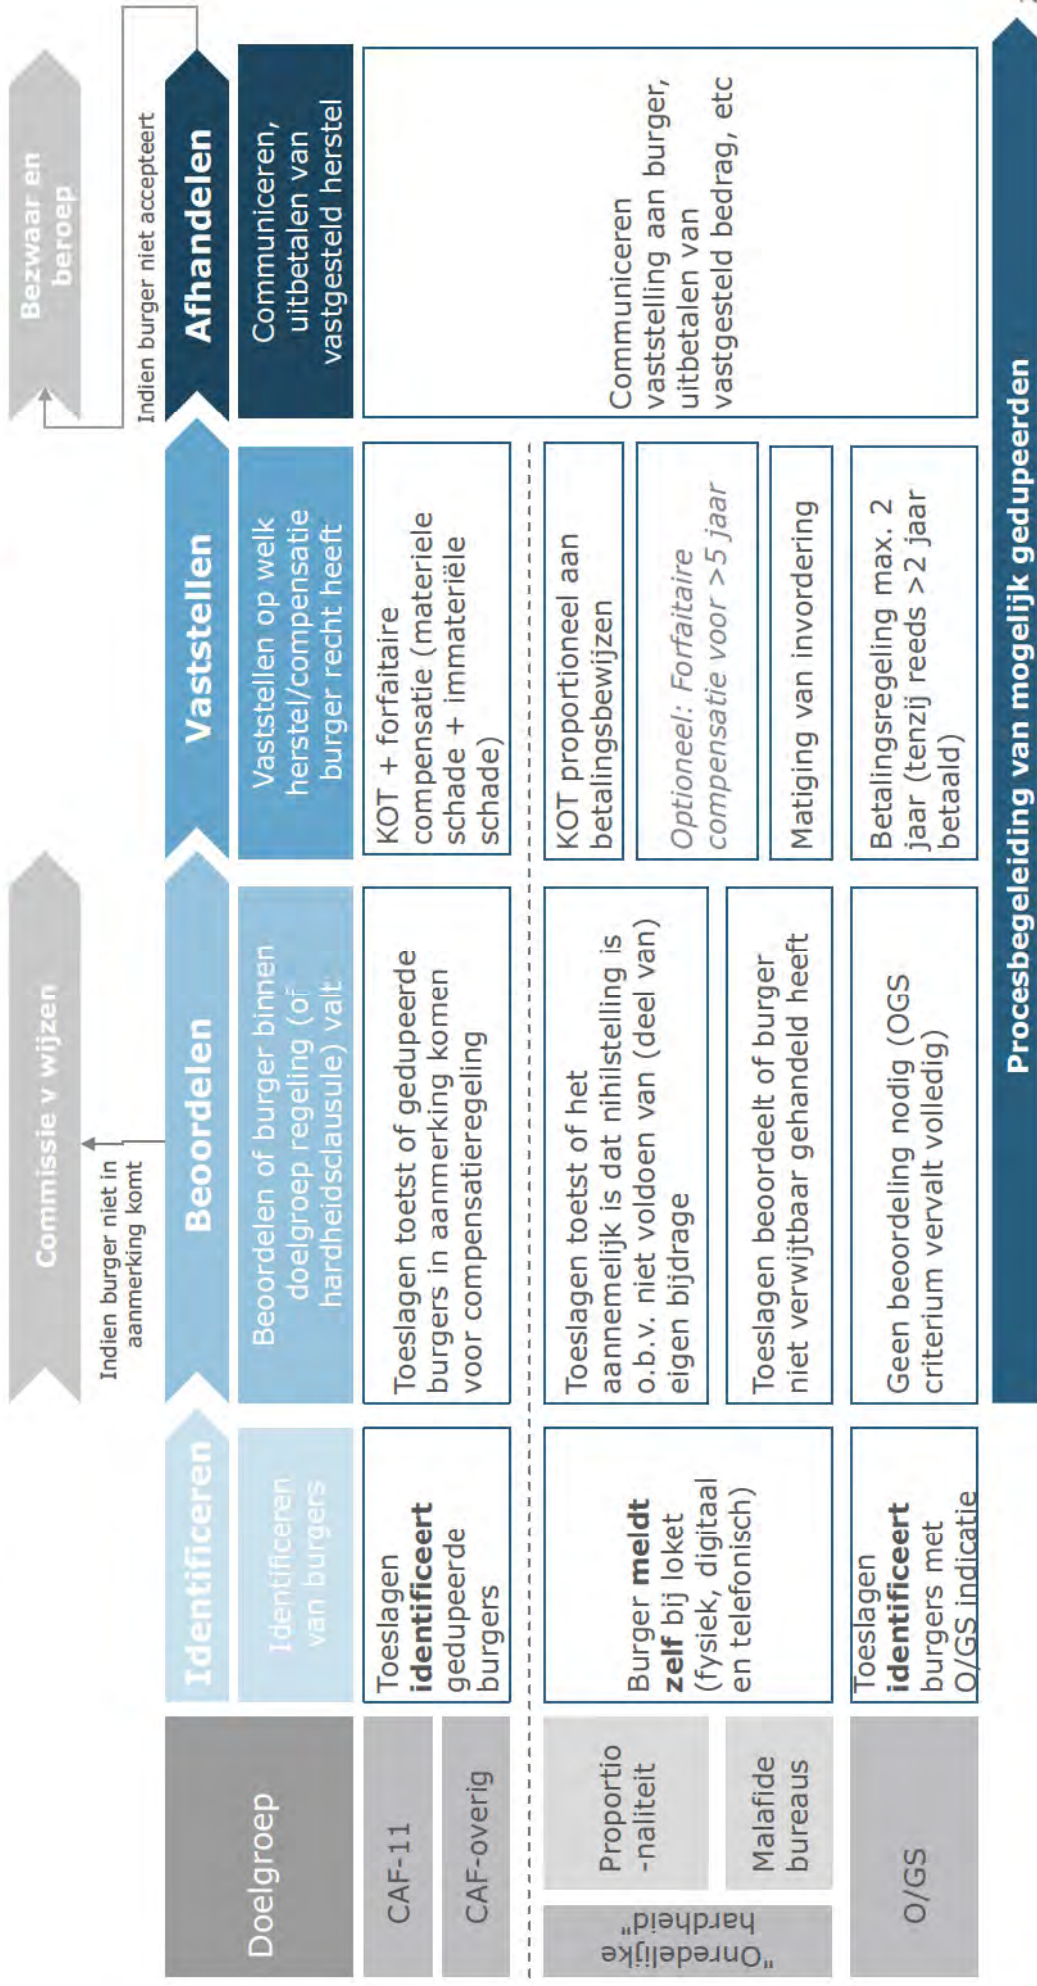 Commissie v wijzen
Bezwaar en
beroep
Indien burger niet in
aanmerking komt
Indien burger niet accepteert
Doelgroep
Identificeren
Beoordelen
Vaststellen
Afhandelen
Identificeren
van burgers
Beoordelen of burger binnen
doelgroep regeling (of
hardheidsclausule) valt
Vaststellen op welk
herstel/compensatie
burger recht heeft
Communiceren,
uitbetalen van
vastgesteld herstel
CAF-11
CAF-overig
Toeslagen
identificeert
gedupeerde
burgers
Toeslagen toetst of gedupeerde
burgers in aanmerking komen
voor compensatieregeling
KOT + forfaitaire
compensatie (materiele
schade + immateriële
schade)
"Onredelijke
hardheid"
Proportio
-naliteit
Malafide
bureaus
Burger meldt
zelf bij loket
(fysiek, digitaal
en telefonisch)
Toeslagen toetst of het
aannemelijk is dat nihilstelling is
o.b.v. niet voldoen van (deel van)
eigen bijdrage
Toeslagen beoordeelt of burger
niet verwijtbaar gehandeld heeft
KOT proportioneel aan
betalingsbewijzen
Optioneel: Forfaitaire
compensatie voor >5 jaar
Matiging van invordering
Communiceren
vaststelling aan burger,
uitbetalen van
vastgesteld bedrag, etc
O/GS
Toeslagen
identificeert
burgers met
O/GS indicatie
Geen beoordeling nodig (OGS
criterium vervalt volledig)
Betalingsregeling max. 2
jaar (tenzij reeds >2 jaar
betaald)
Procesbegeleiding van mogelijk gedupeerden